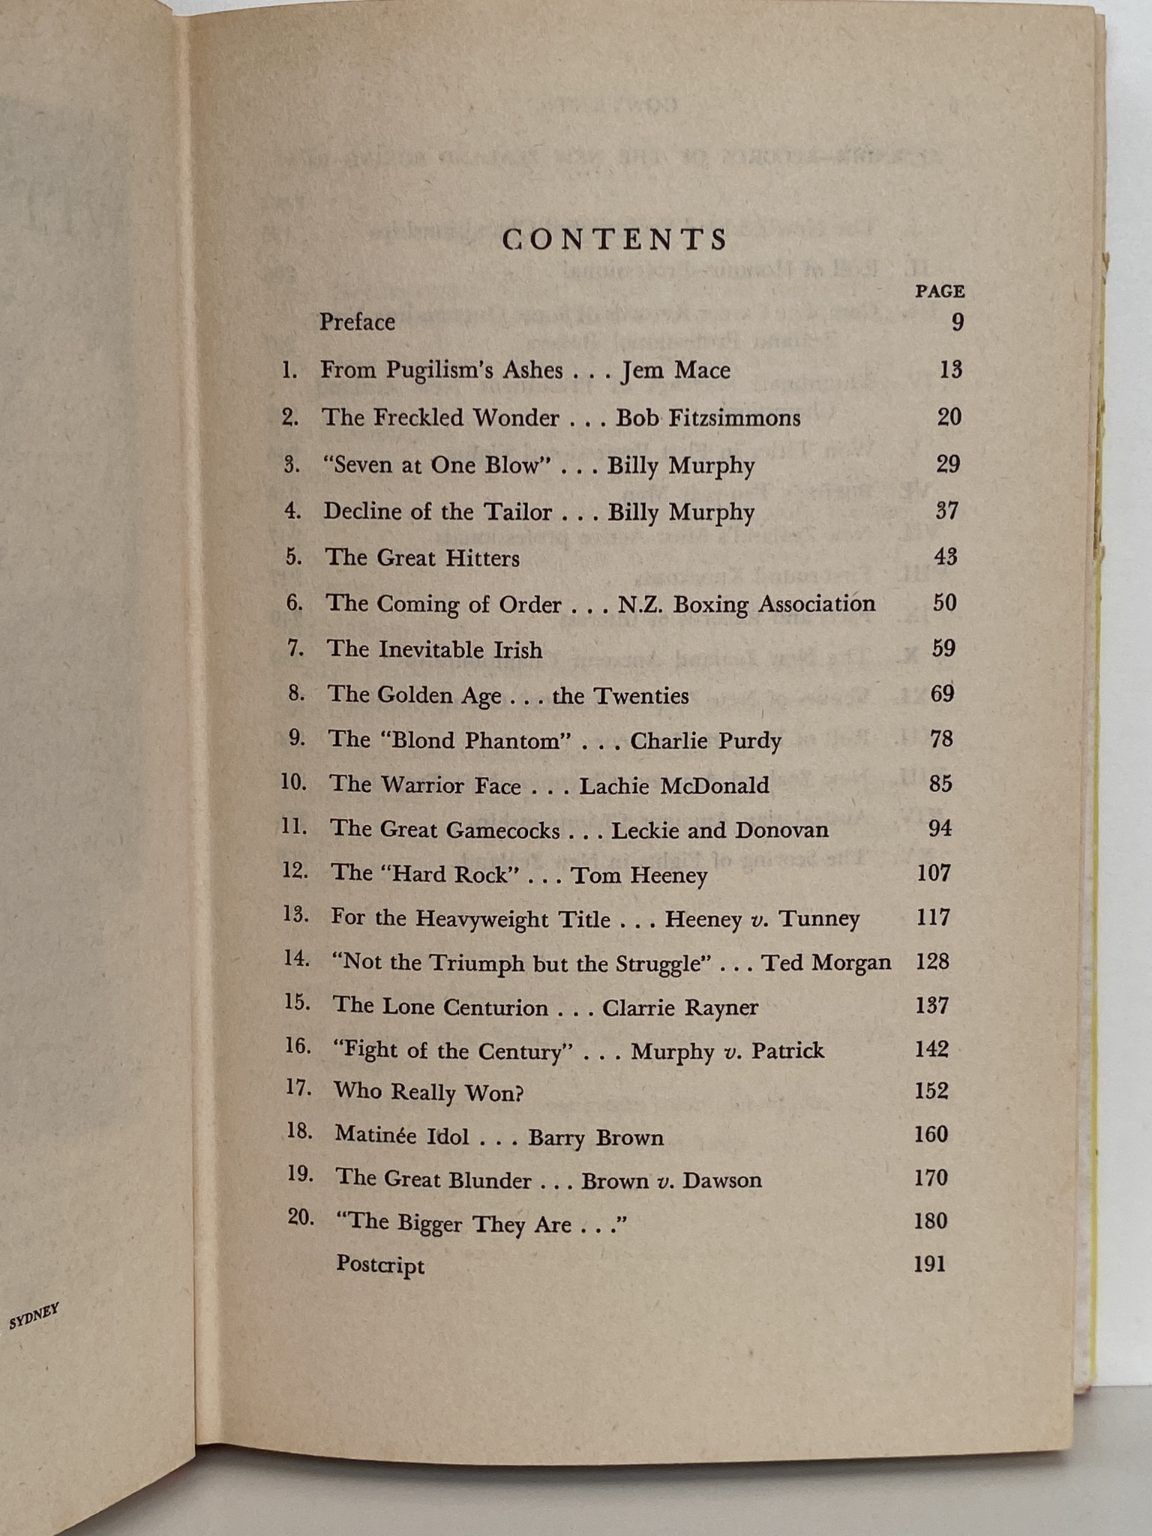 CONTENTS
PAGE
Preface 9
1. From Pugilism's Ashes . . . Jem Mace 13
2. The Freckled Wonder . . . Bob Fitzsimmons 20
3. “Seven at One Blow” . . . Billy Murphy 29
4. Decline of the Tailor . . . Billy Murphy 37
5. The Great Hitters 43
6. The Coming of Order . . . N.Z. Boxing Association 50
7. The Inevitable Irish 59
8. The Golden Age . . . the Twenties 69
9. The “Blond Phantom” . . . Charlie Purdy 78
10. The Warrior Face . . . Lachie McDonald 85
11. The Great Gamecocks . . . Leckie and Donovan 94
12. The “Hard Rock” . . . Tom Heeney 107
13. For the Heavyweight Title . . . Heeney v. Tunney 117
14. “Not the Triumph but the Struggle” . . . Ted Morgan 128
15. The Lone Centurion . . . Clarrie Rayner 137
16. “Fight of the Century” . . . Murphy v. Patrick 142
17. Who Really Won? 152
18. Matinée Idol . . . Barry Brown 160
19. The Great Blunder . . . Brown v. Dawson 170
20. “The Bigger They Are . . .” 180
Postcript 191
SYDNEY